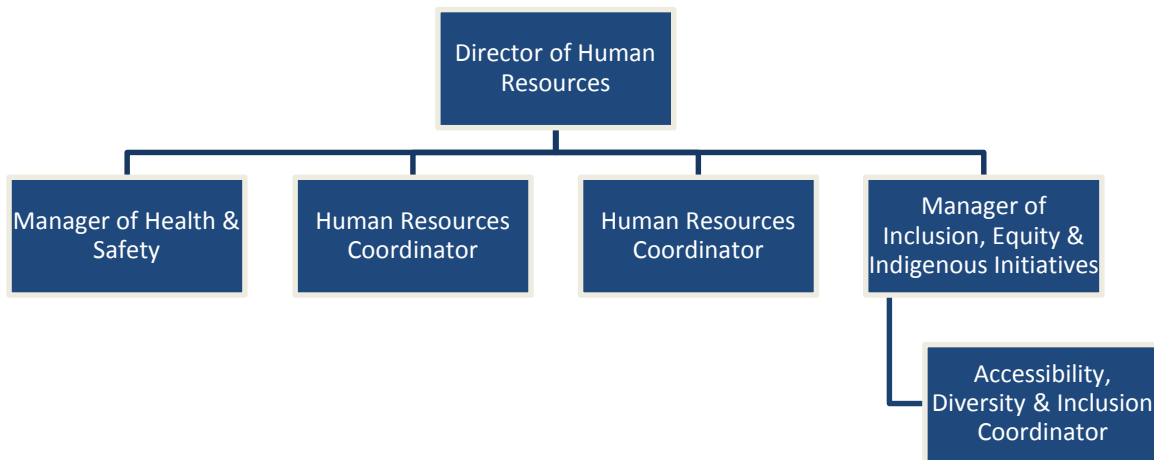 Director of Human
Resources
Manager of Health &
Safety
Human Resources
Coordinator
Human Resources
Coordinator
Manager of
Inclusion, Equity &
Indigenous Initiatives
Accessibility,
Diversity & Inclusion
Coordinator